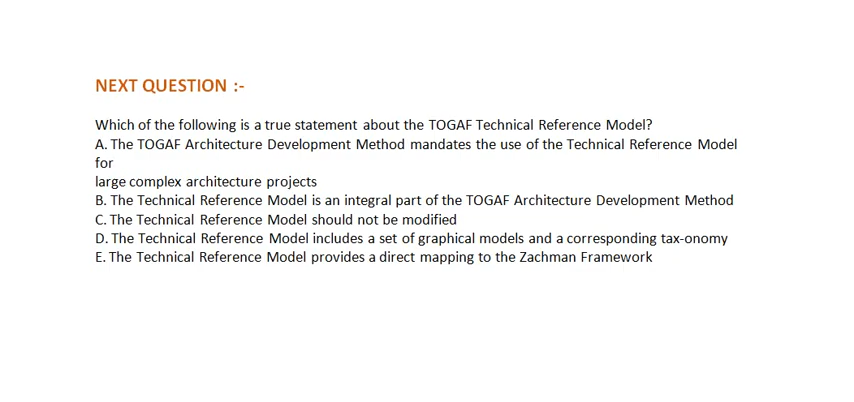 NEXT QUESTION :-
Which of the following is a true statement about the TOGAF Technical Reference Model?
A. The TOGAF Architecture Development Method mandates the use of the Technical Reference Model
for
large complex architecture projects
B. The Technical Reference Model is an integral part of the TOGAF Architecture Development Method
C. The Technical Reference Model should not be modified
D. The Technical Reference Model includes a set of graphical models and a corresponding tax-onomy
E. The Technical Reference Model provides a direct mapping to the Zachman Framework